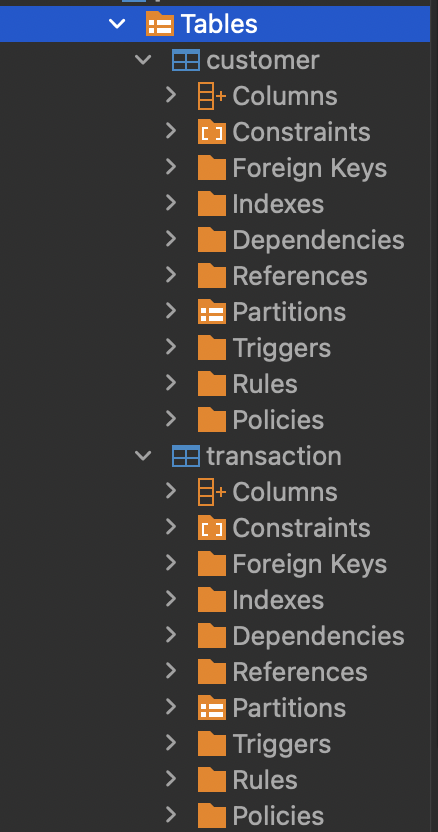 Tables
customer
Columns
Constraints
Foreign Keys
Indexes
Dependencies
References
Partitions
Triggers
Rules
Policies
transaction
Columns
Constraints
Foreign Keys
Indexes
Dependencies
References
Partitions
Triggers
Rules
Policies